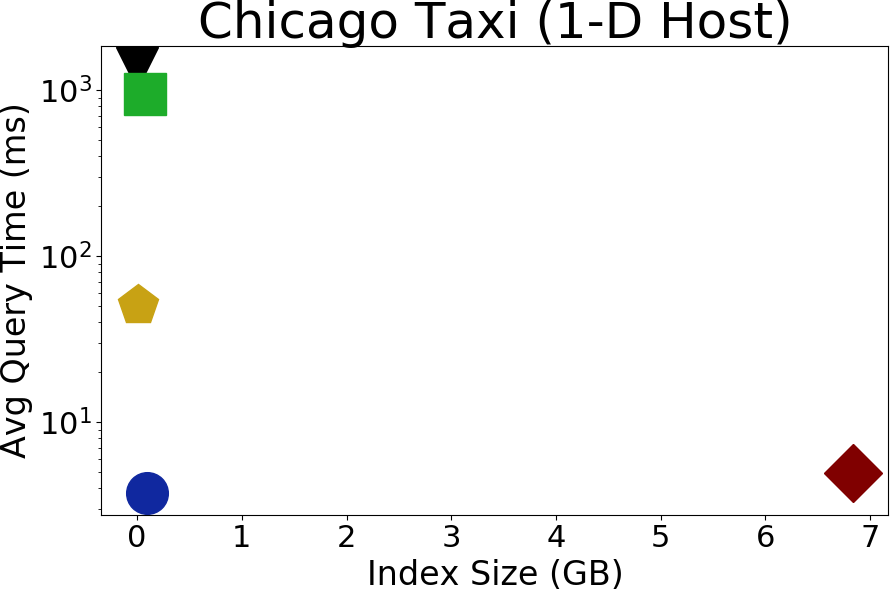 Chicago Taxi (1-D Host)
Avg Query Time (ms)
10³
10²
10¹
0 1 2 3 4 5 6 7
Index Size (GB)